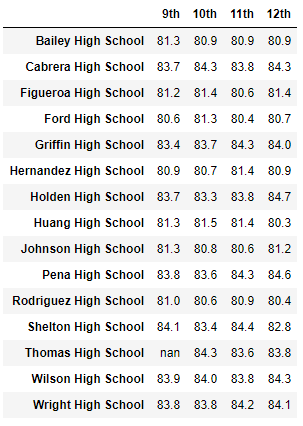 9th 10th 11th 12th
Bailey High School 81.3 80.9 80.9 80.9
Cabrera High School 83.7 84.3 83.8 84.3
Figueroa High School 81.2 81.4 80.6 81.4
Ford High School 80.6 81.3 80.4 80.7
Griffin High School 83.4 83.7 84.3 84.0
Hernandez High School 80.9 80.7 81.4 80.9
Holden High School 83.7 83.3 83.8 84.7
Huang High School 81.3 81.5 81.4 80.3
Johnson High School 81.3 80.8 80.6 81.2
Pena High School 83.8 83.6 84.3 84.6
Rodriguez High School 81.0 80.6 80.9 80.4
Shelton High School 84.1 83.4 84.4 82.8
Thomas High School nan 84.3 83.6 83.8
Wilson High School 83.9 84.0 83.8 84.3
Wright High School 83.8 83.8 84.2 84.1